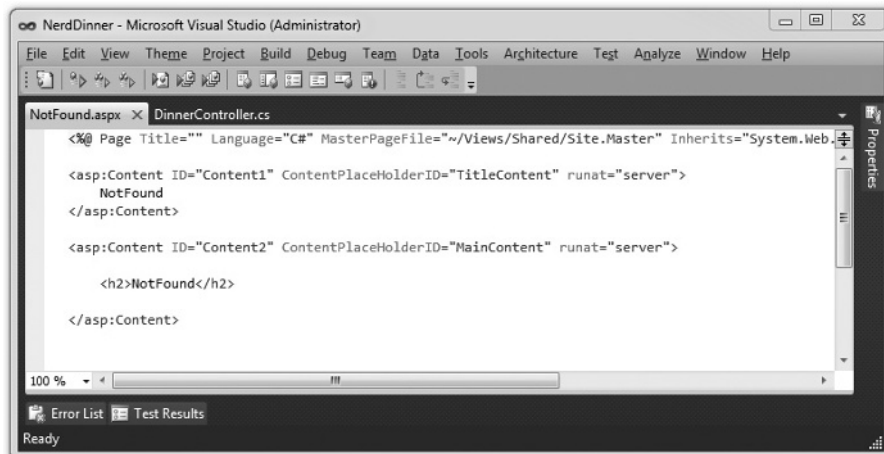 NerdDinner - Microsoft Visual Studio (Administrator)
File Edit View Theme Project Build Debug Team Data Tools Architecture Test Analyze Window Help
NotFound.aspx DinnerController.cs
<%@ Page Title="" Language="C#" MasterPageFile="~/Views/Shared/Site.Master" Inherits="System.Web.
<asp:Content ID="Content1" ContentPlaceHolderID="TitleContent" runat="server">
NotFound
</asp:Content>
<asp:Content ID="Content2" ContentPlaceHolderID="MainContent" runat="server">
<h2>NotFound</h2>
</asp:Content>
Properties
100 %
Error List Test Results
Ready